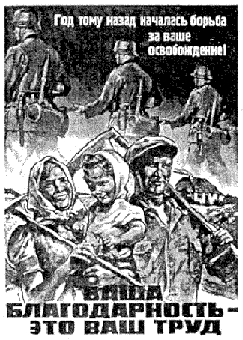 Год тому назад началась борьба
за ваше
освобождение!
ВАША
БЛАГОДАРНОСТЬ–
ЭТО ВАШ ТРУД